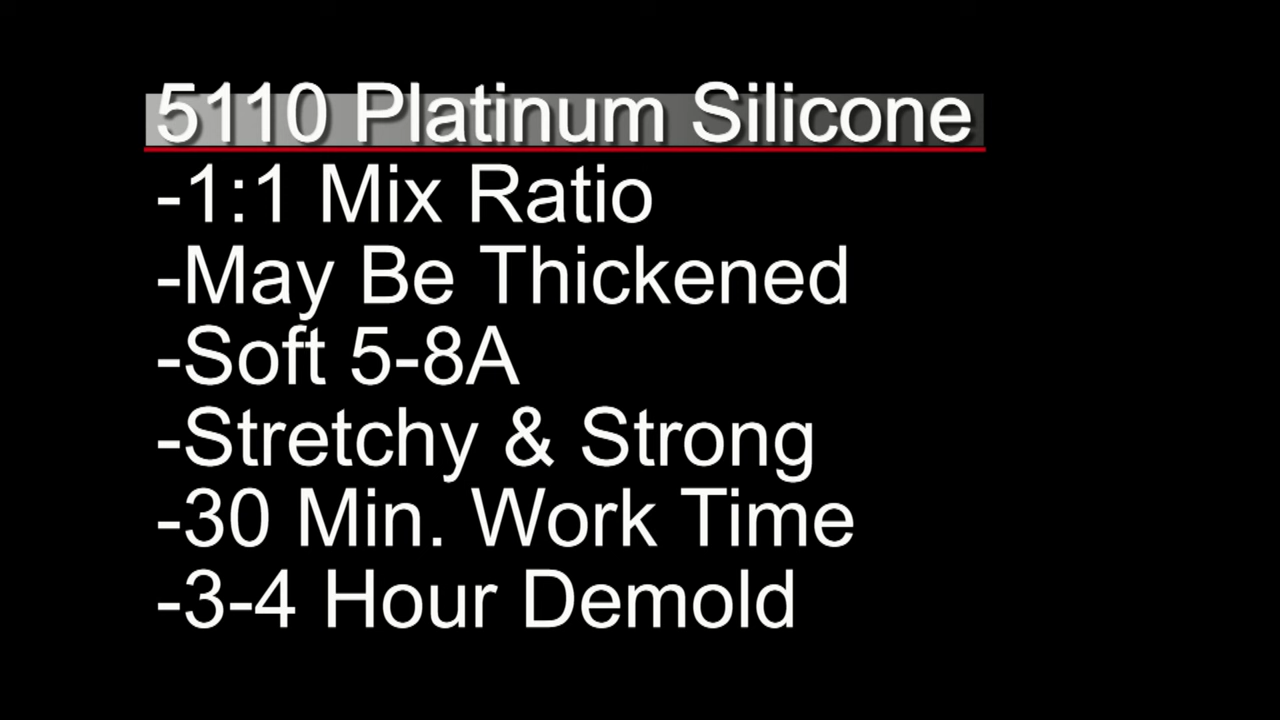 5110 Platinum Silicone
-1:1 Mix Ratio
-May Be Thickened
-Soft 5-8A
-Stretchy & Strong
-30 Min. Work Time
-3-4 Hour Demold